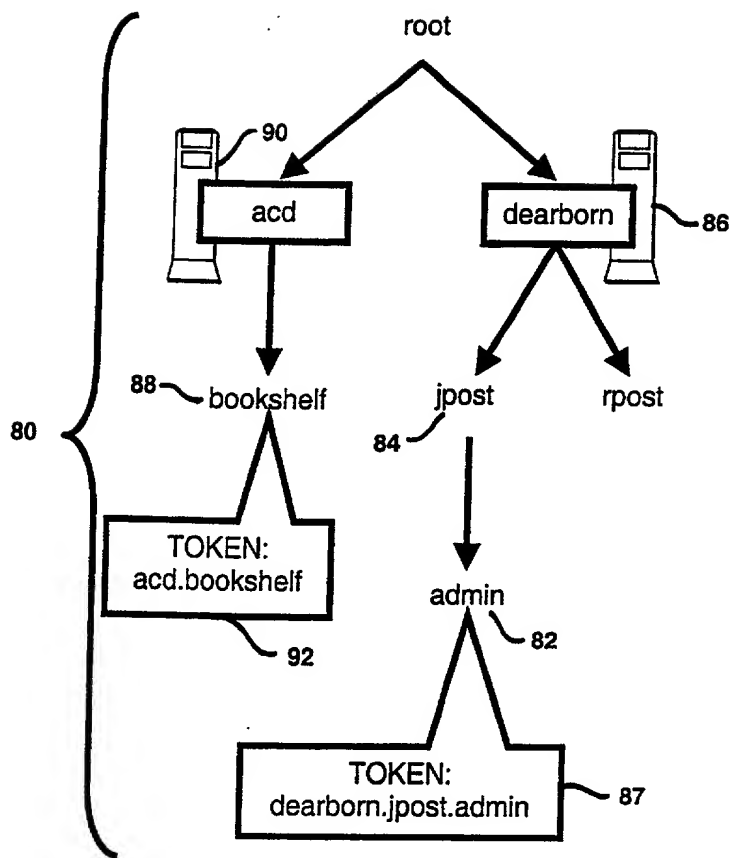 root
90
acd
dearborn
86
88
bookshelf
jpost
rpost
80
84
TOKEN:
acd.bookshelf
admin
92
82
TOKEN:
dearborn.jpost.admin
87